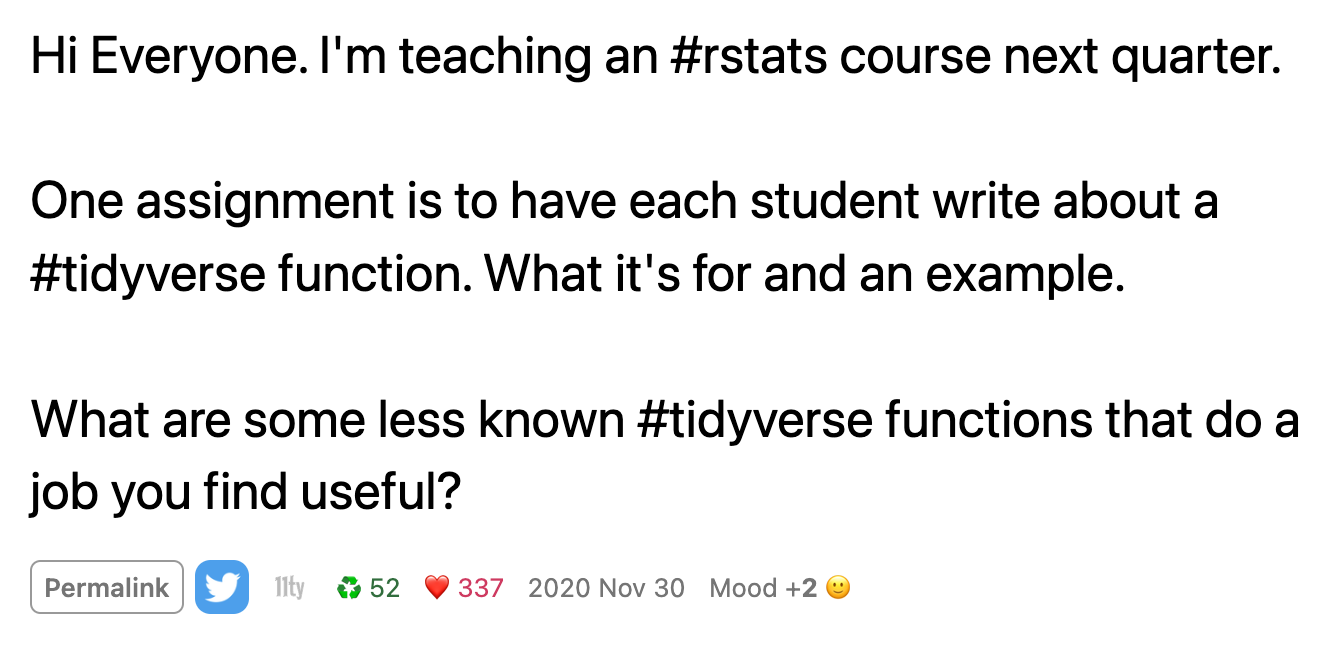 Hi Everyone. I'm teaching an #rstats course next quarter.
One assignment is to have each student write about a
#tidyverse function. What it's for and an example.
What are some less known #tidyverse functions that do a
job you find useful?
Permalink 11ty ♻️ 52 ❤️ 337 2020 Nov 30 Mood +2 🙂